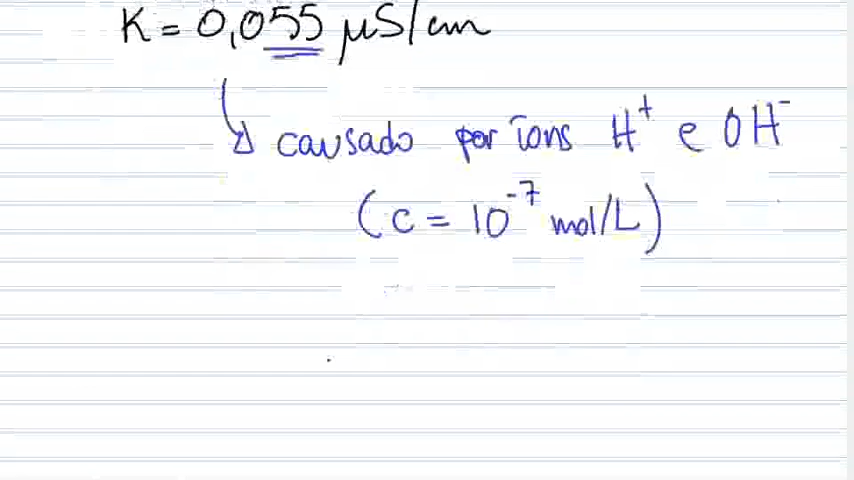 K = 0,055 µS/cm
causado por íons H⁺ e OH⁻
(c = 10⁻⁷ mol/L)